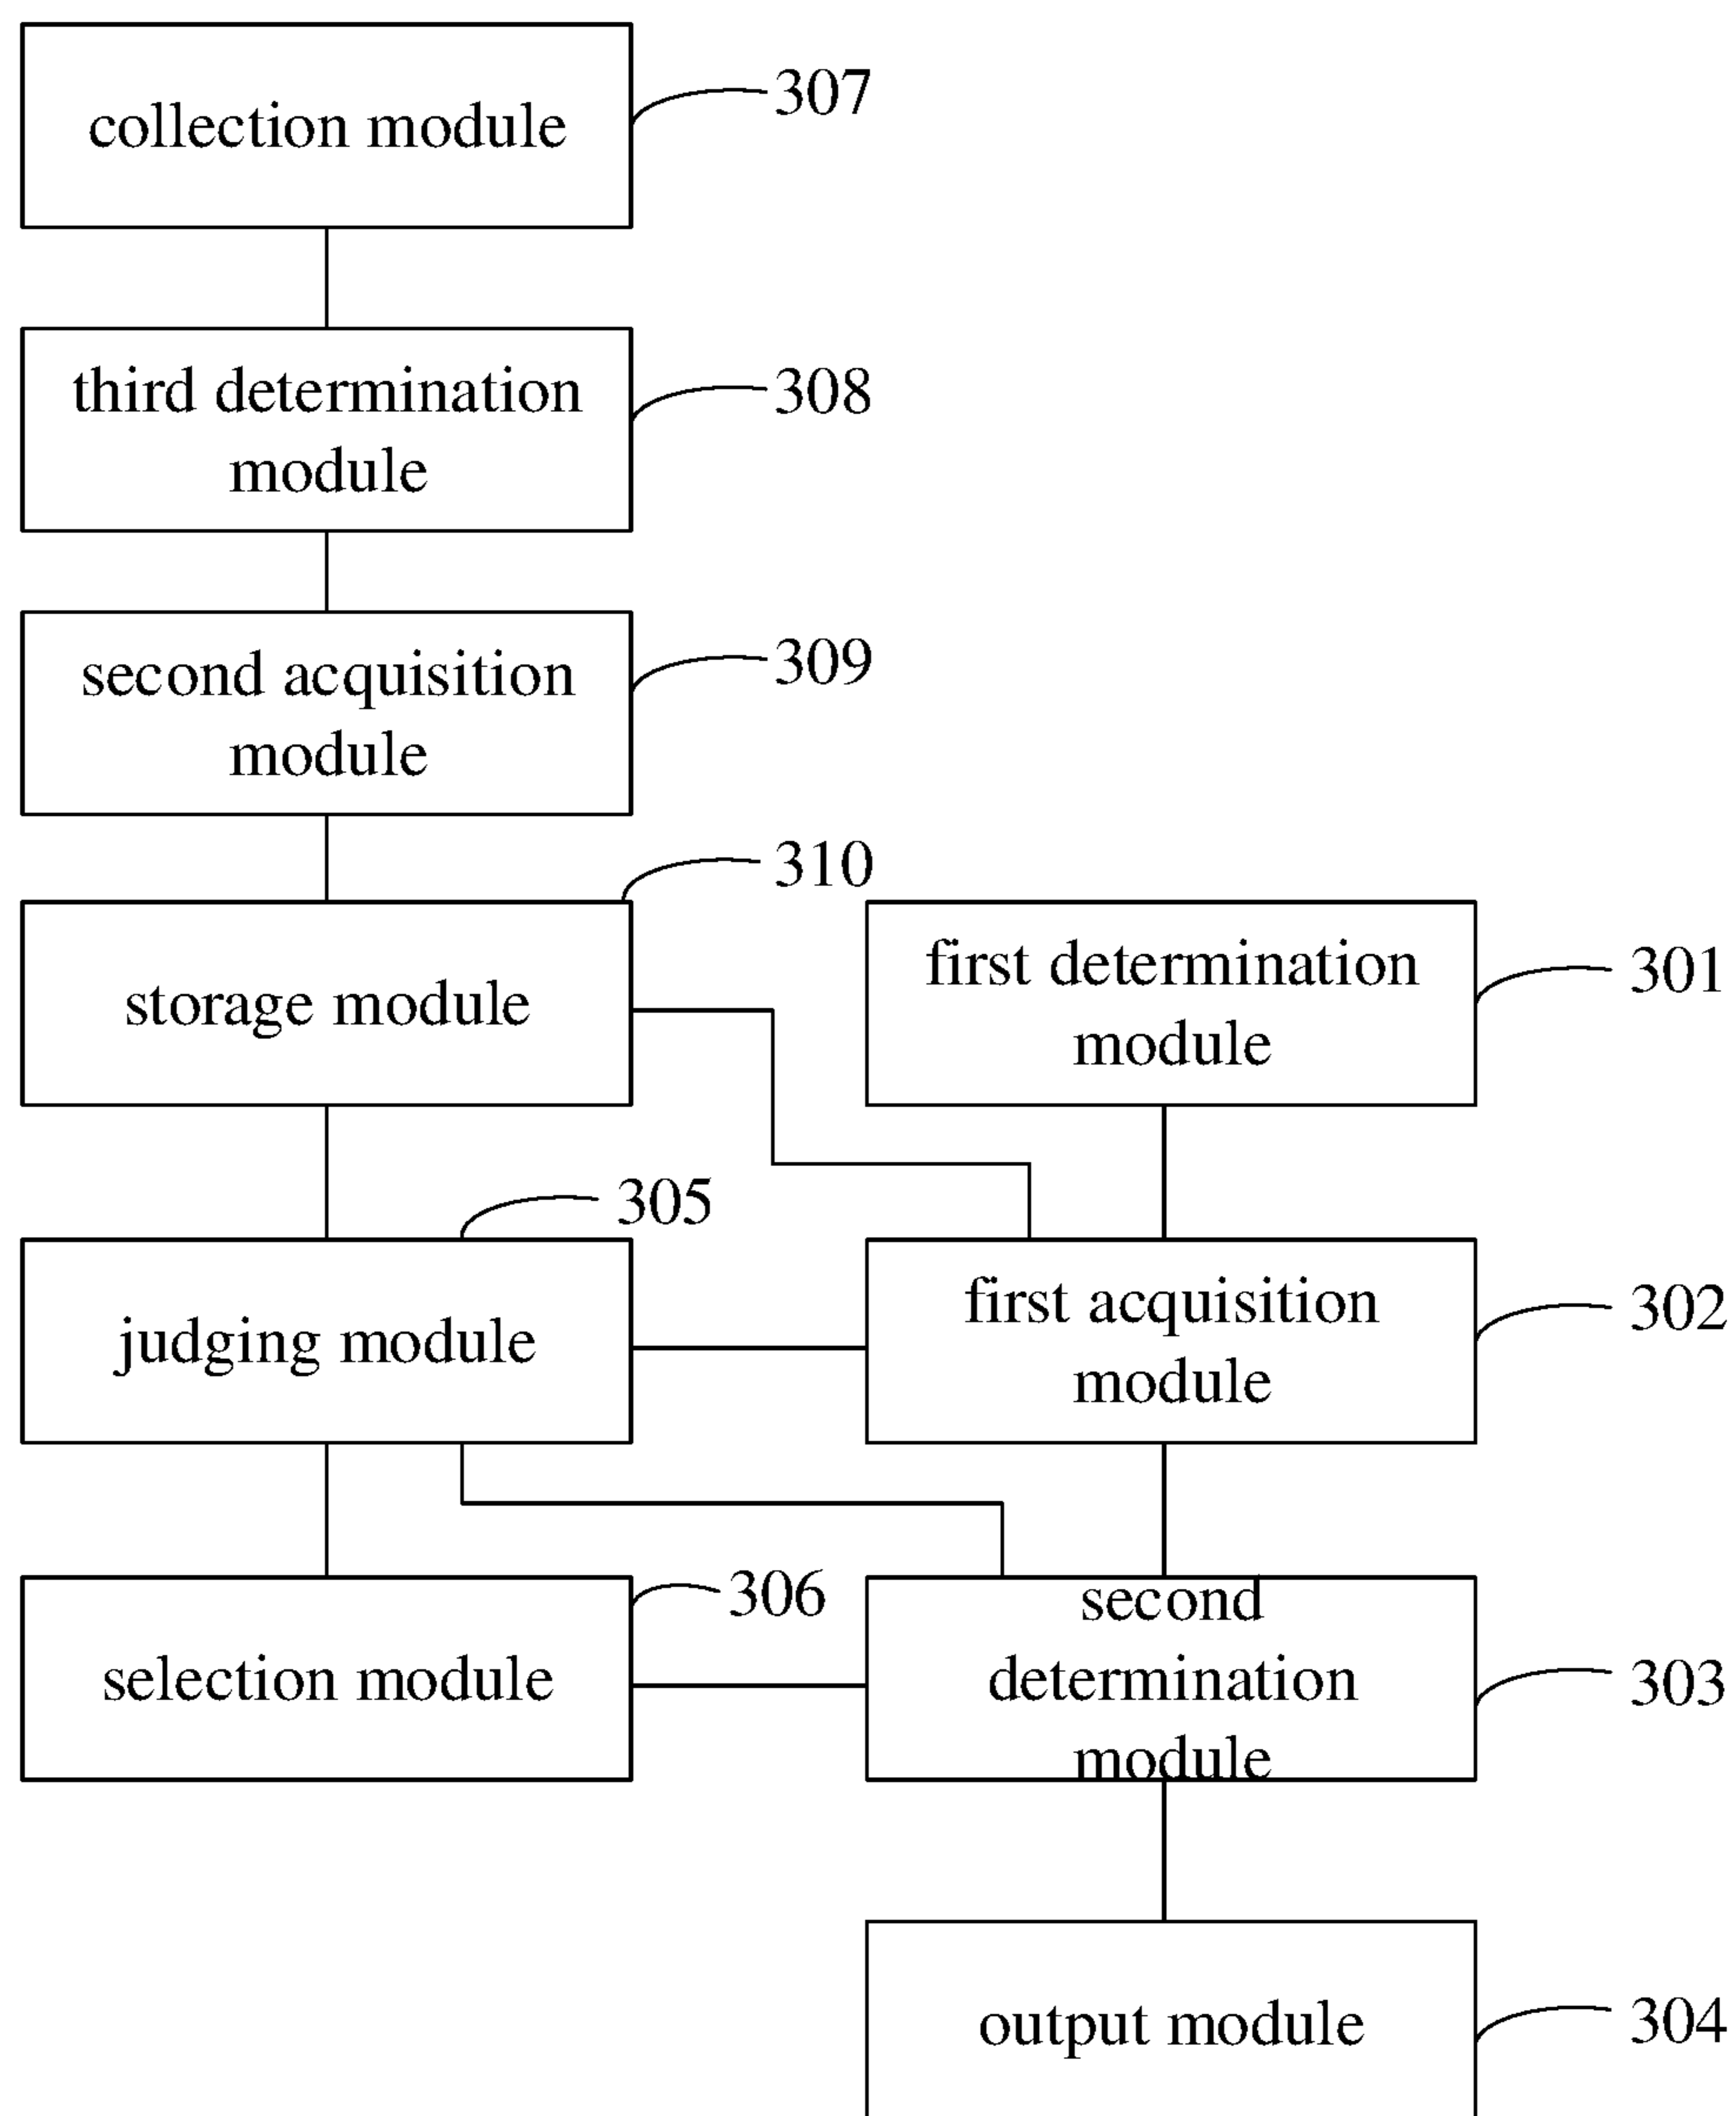 collection module
307
third determination
module
308
second acquisition
module
309
310
storage module
first determination
module
301
305
judging module
first acquisition
module
302
306
selection module
second
determination
module
303
output module
304